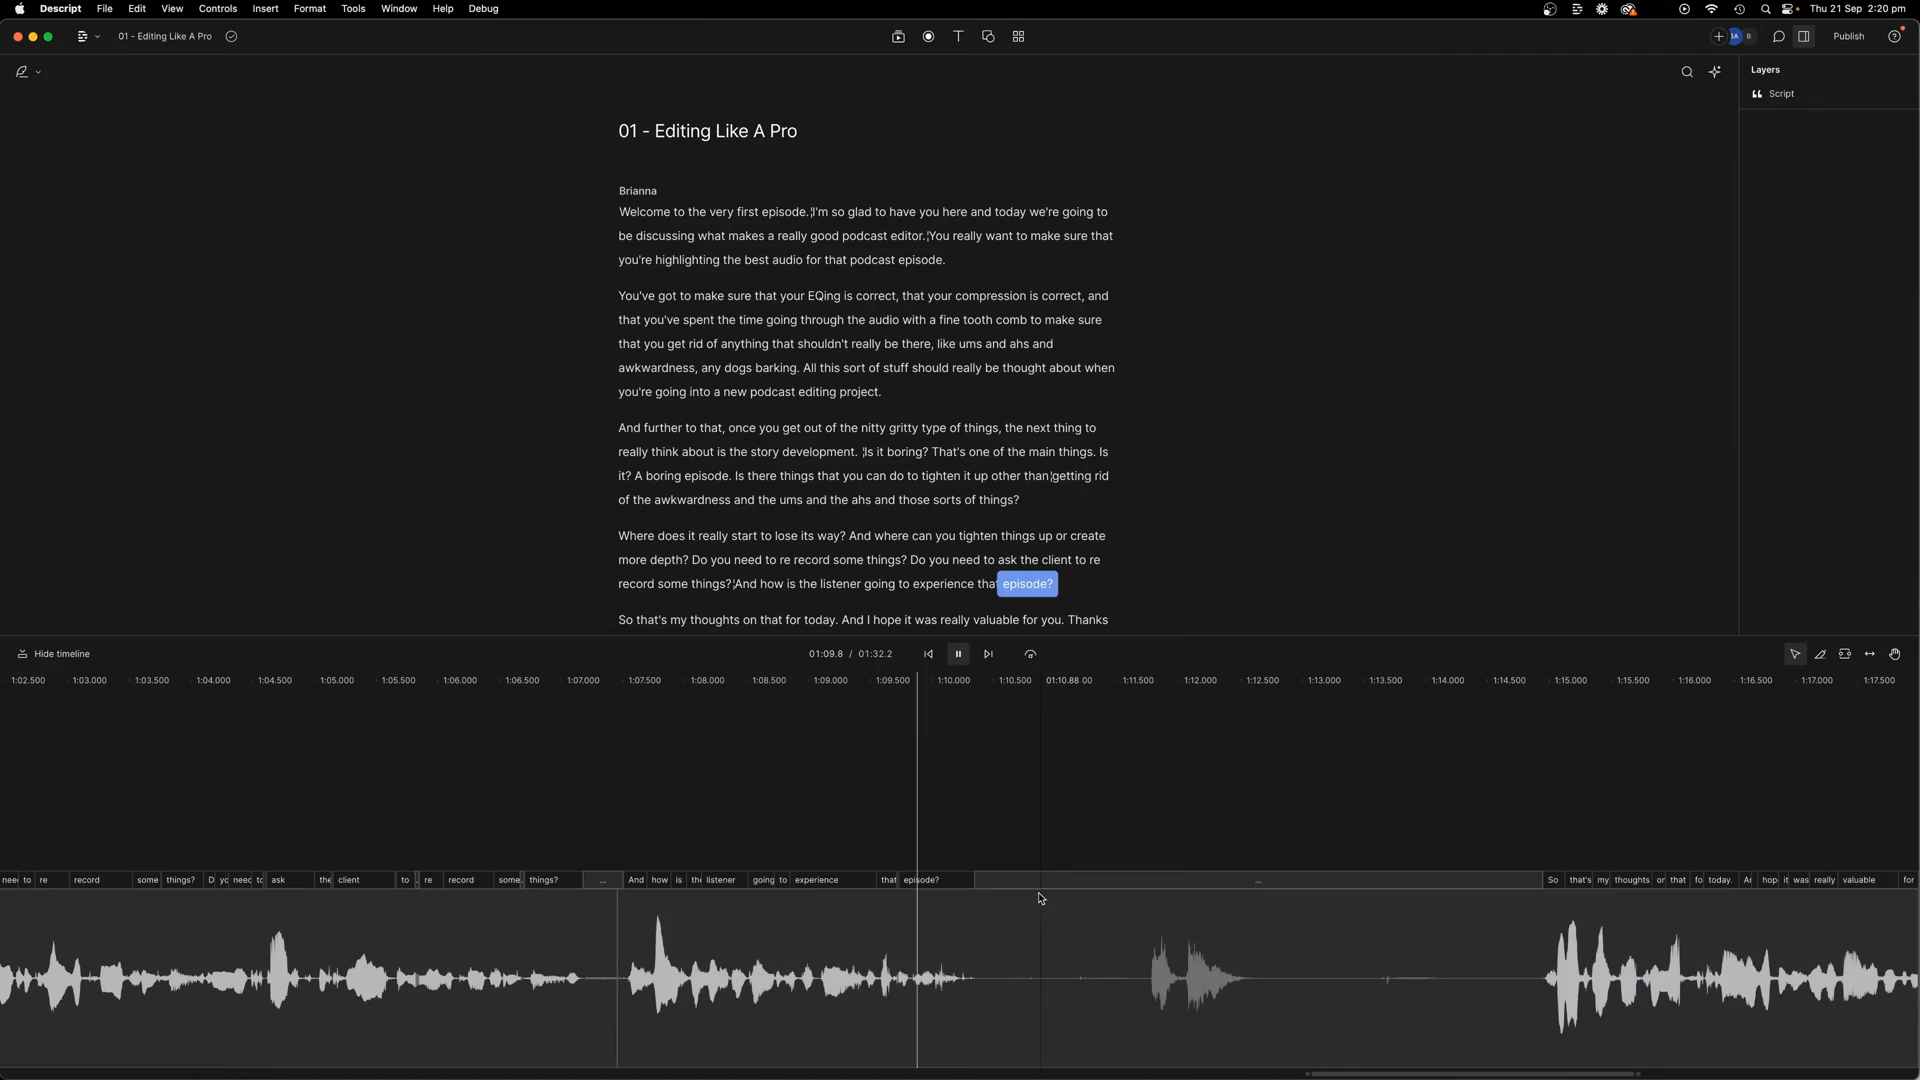 Descript File Edit View Controls Insert Format Tools Window Help Debug Thu 21 Sep 2:20 pm
01 - Editing Like A Pro
Publish
Layers
Script
01 - Editing Like A Pro
Brianna
Welcome to the very first episode. I'm so glad to have you here and today we're going to
be discussing what makes a really good podcast editor. You really want to make sure that
you're highlighting the best audio for that podcast episode.
You've got to make sure that your EQing is correct, that your compression is correct, and
that you've spent the time going through the audio with a fine tooth comb to make sure
that you get rid of anything that shouldn't really be there, like ums and ahs and
awkwardness, any dogs barking. All this sort of stuff should really be thought about when
you're going into a new podcast editing project.
And further to that, once you get out of the nitty gritty type of things, the next thing to
really think about is the story development. Is it boring? That's one of the main things. Is
it? A boring episode. Is there things that you can do to tighten it up other than getting rid
of the awkwardness and the ums and the ahs and those sorts of things?
Where does it really start to lose its way? And where can you tighten things up or create
more depth? Do you need to re record some things? Do you need to ask the client to re
record some things? And how is the listener going to experience that episode?
So that's my thoughts on that for today. And I hope it was really valuable for you. Thanks
Hide timeline 01:09.8 / 01:32.2
1:02.500 1:03.000 1:03.500 1:04.000 1:04.500 1:05.000 1:05.500 1:06.000 1:06.500 1:07.000 1:07.500 1:08.000 1:08.500 1:09.000 1:09.500 1:10.000 1:10.500 01:10.88 00 1:11.500 1:12.000 1:12.500 1:13.000 1:13.500 1:14.000 1:14.500 1:15.000 1:15.500 1:16.000 1:16.500 1:17.000 1:17.500
to re record some things? D ask the client to re record some things? ... And how is listener going to experience that episode? ... So that's my thoughts that fo today. hop it was really valuable for